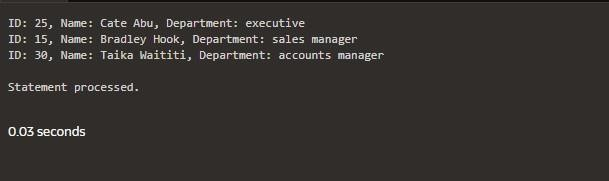 ID: 25, Name: Cate Abu, Department: executive
ID: 15, Name: Bradley Hook, Department: sales manager
ID: 30, Name: Taika Waititi, Department: accounts manager
Statement processed.
0.03 seconds